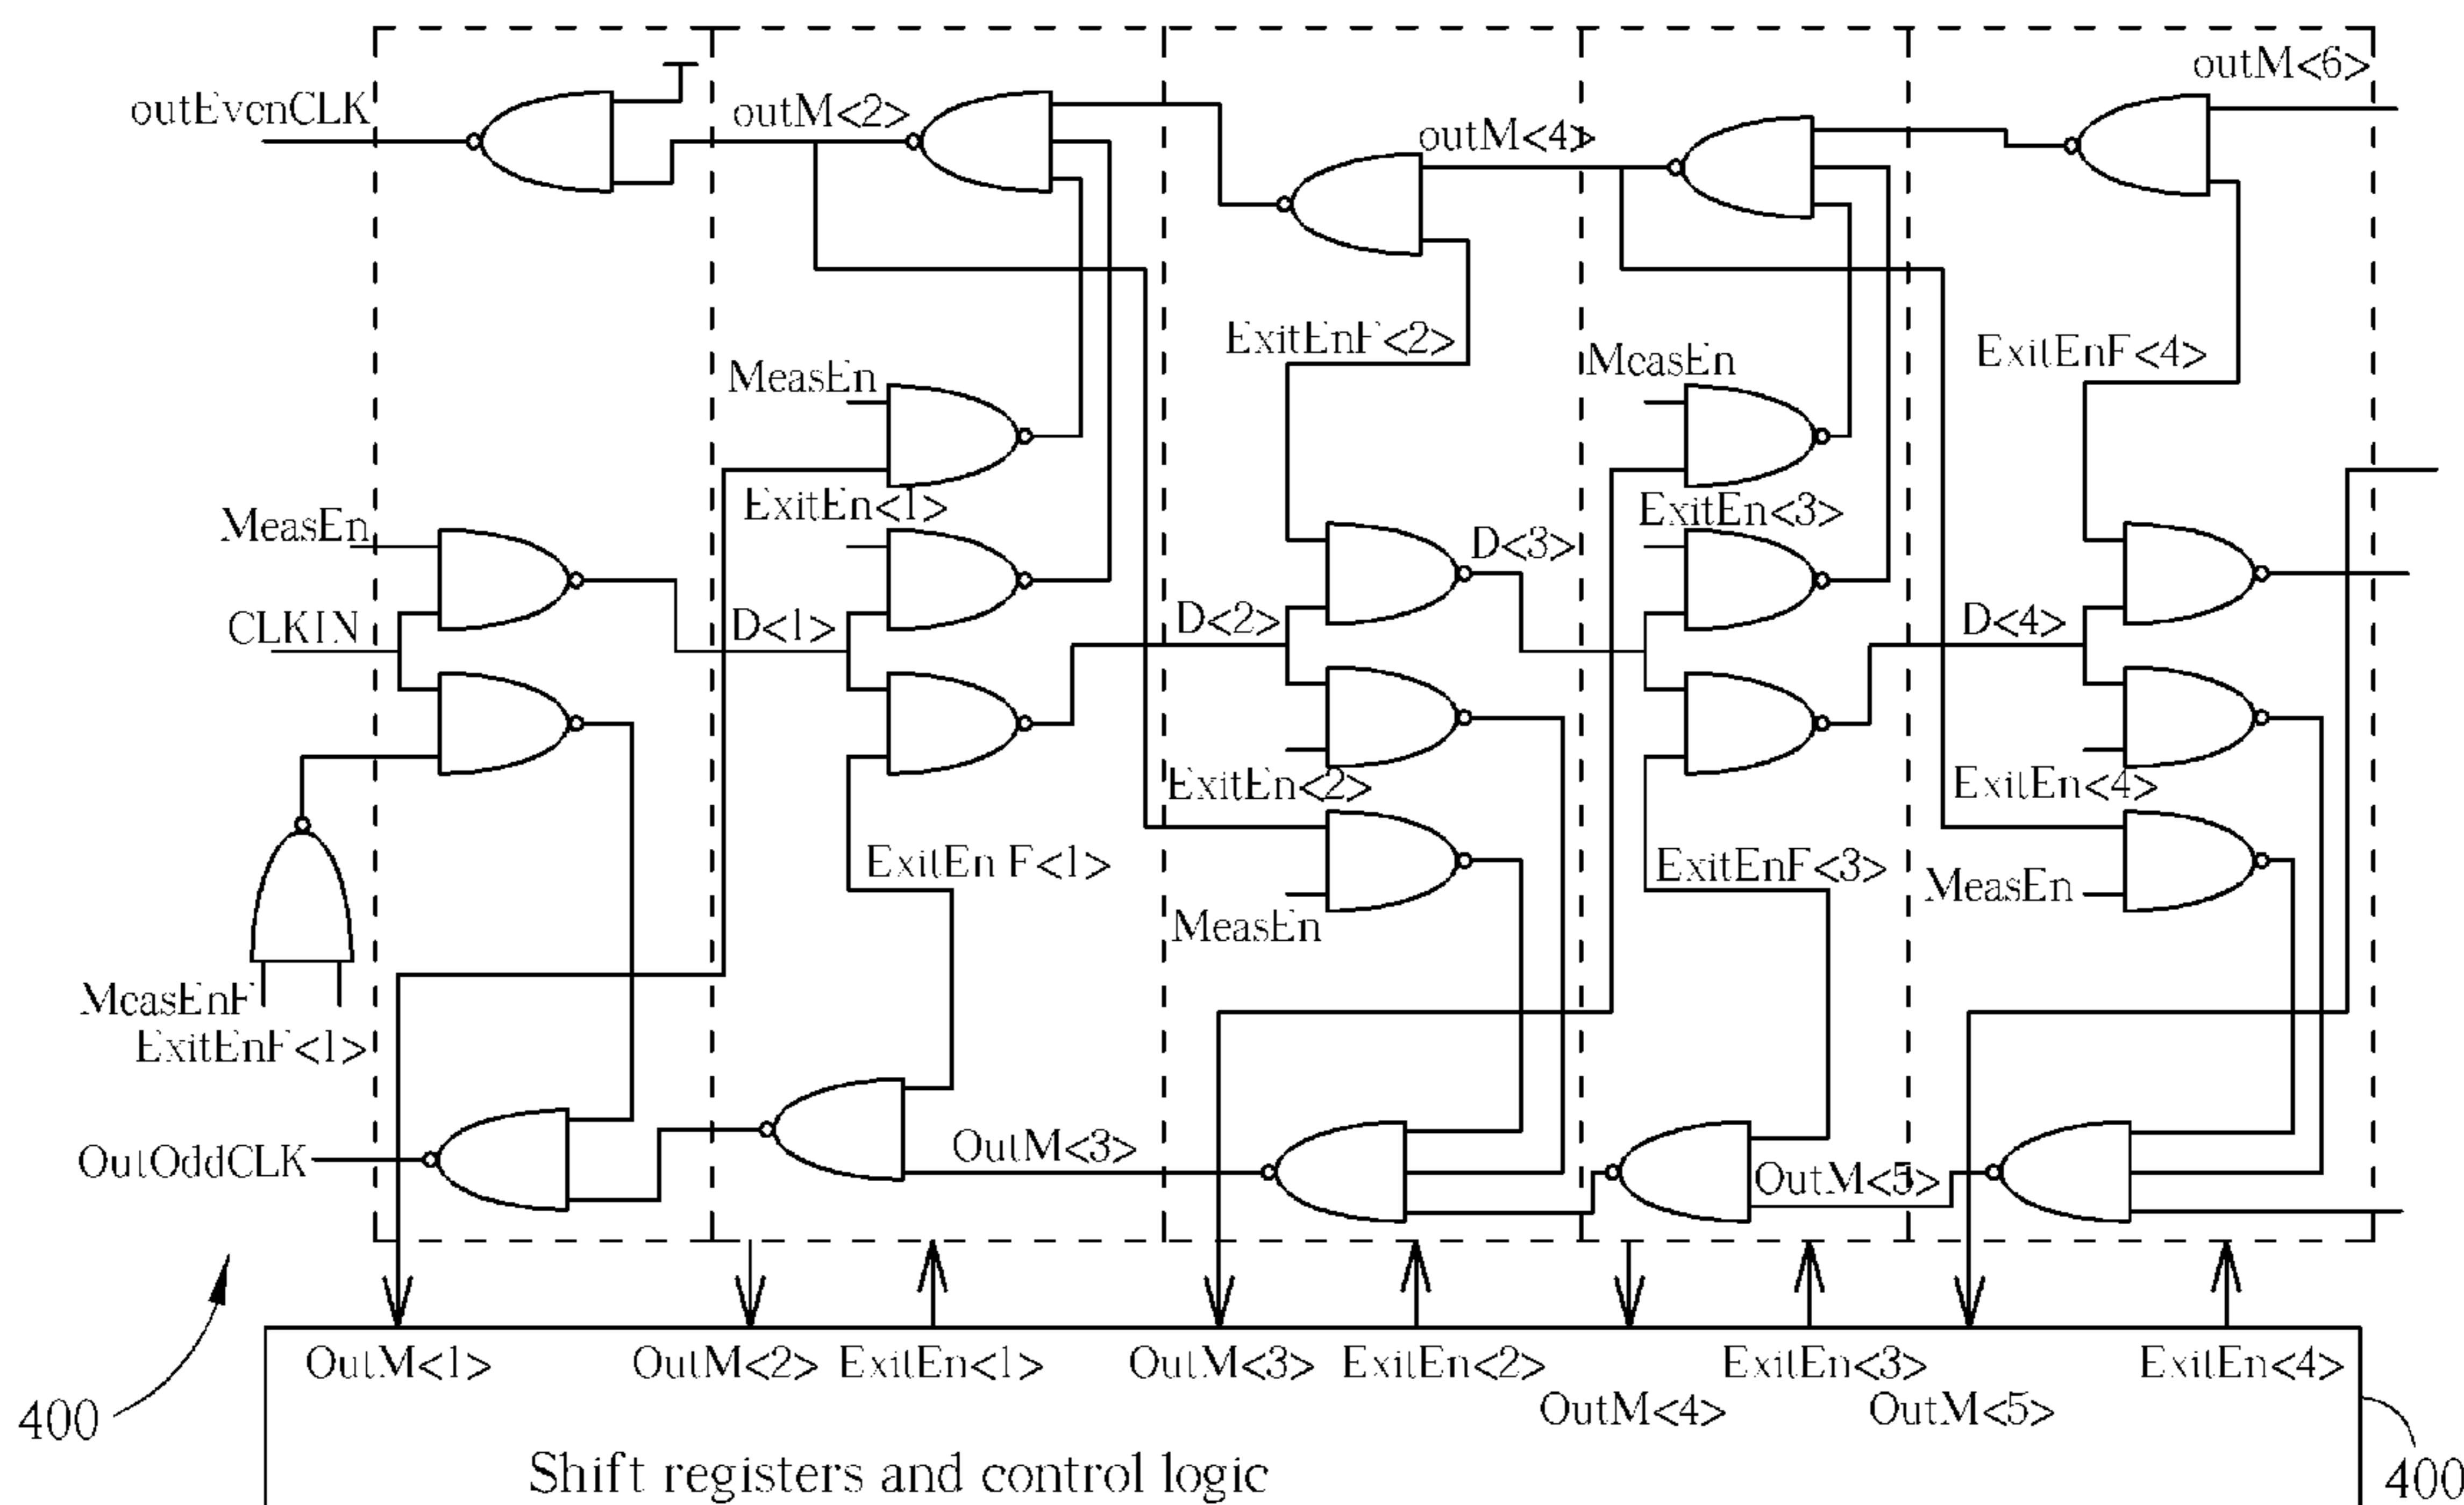 outM<6>
outEvenCLK
outM<2>
outM<4>
ExitEnF<2>
MeasEn
MeasEn
ExitEnF<4>
ExitEn<1>
ExitEn<3>
MeasEn
D<3>
CLKIN
D<1>
D<2>
D<4>
ExitEn<2>
ExitEn<4>
ExitEn F<1>
ExitEnF<3>
MeasEn
MeasEn
MeasEnF
ExitEnF<1>
OutM<3>
OutOddCLK
OutM<5>
OutM<1>
OutM<2>
ExitEn<1>
OutM<3>
ExitEn<2>
ExitEn<3>
ExitEn<4>
400
OutM<4>
OutM<5>
Shift registers and control logic
400